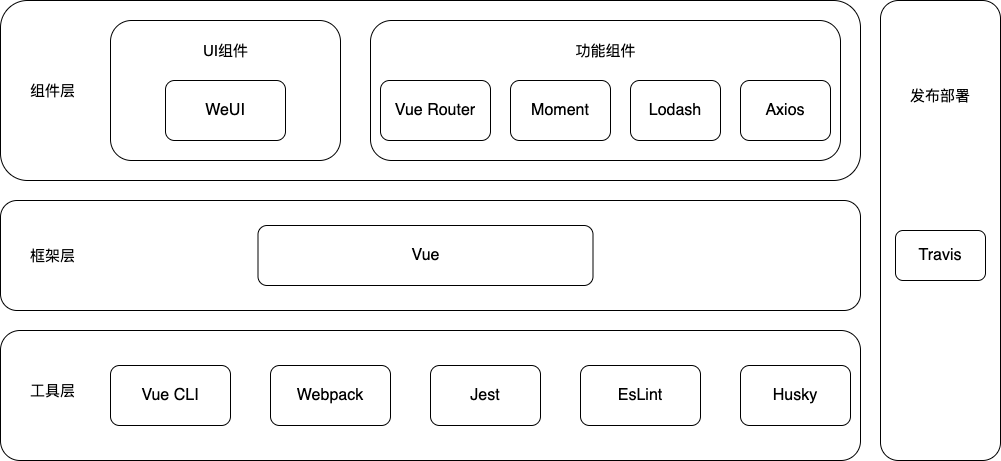 组件层
UI组件
WeUI
功能组件
Vue Router
Moment
Lodash
Axios
框架层
Vue
工具层
Vue CLI
Webpack
Jest
EsLint
Husky
发布部署
Travis